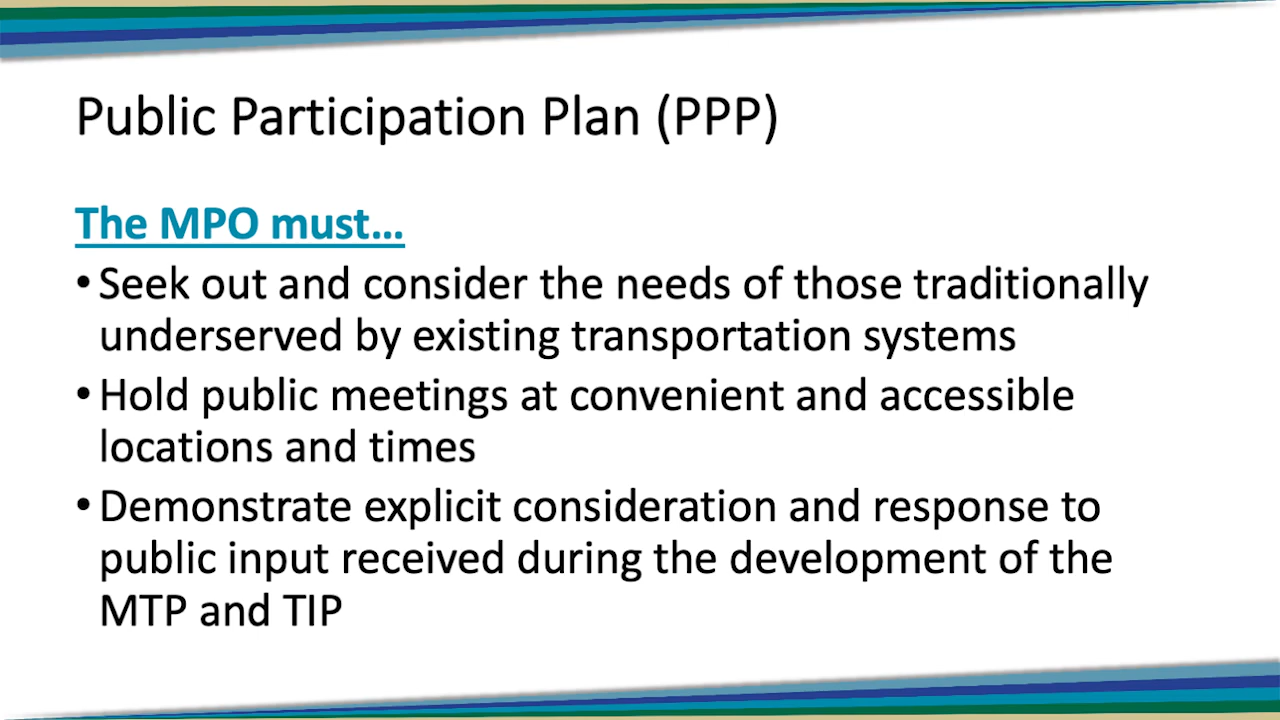 Public Participation Plan (PPP)
The MPO must...
• Seek out and consider the needs of those traditionally
underserved by existing transportation systems
• Hold public meetings at convenient and accessible
locations and times
• Demonstrate explicit consideration and response to
public input received during the development of the
MTP and TIP